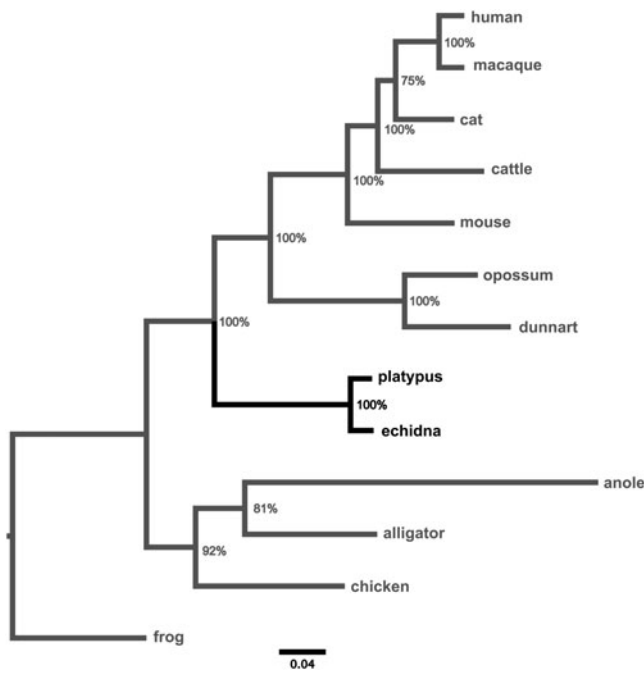 human
100%
macaque
75%
cat
100%
cattle
100%
mouse
100%
opossum
100%
dunnart
100%
platypus
100%
echidna
anole
81%
alligator
92%
chicken
frog
0.04